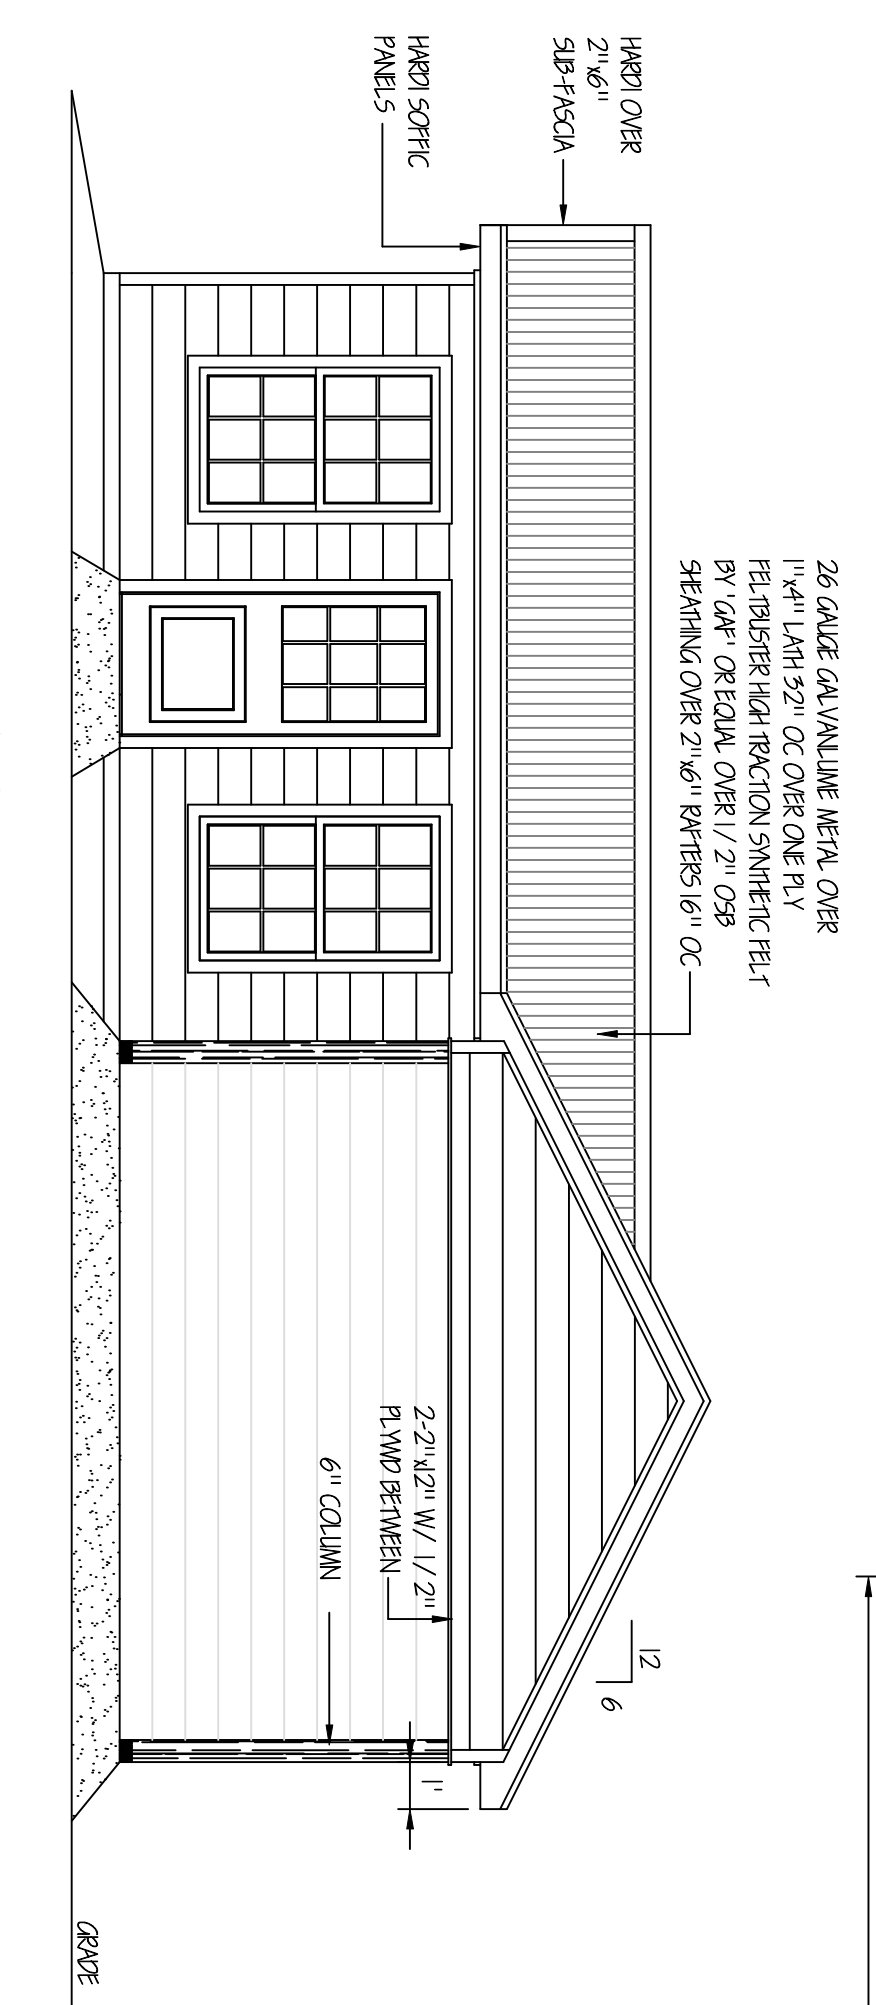 HARDI OVER
2"x6"
SUB-FASCIA
HARDI SOFFIC
PANELS
26 GAUGE GALVANLUME METAL OVER
1"x4" LATH 32" OC OVER ONE PLY
FELTBUSTER HIGH TRACTION SYNTHETIC FELT
BY 'GAF' OR EQUAL OVER 1/2" OSB
SHEATHING OVER 2"x6" RAFTERS 16" OC
12
6
2-2"x12" W/ 1/2"
PLYWD BETWEEN
6" COLUMN
1"
GRADE